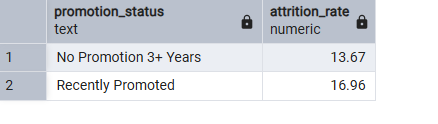 promotion_status attrition_rate
text numeric
1 No Promotion 3+ Years 13.67
2 Recently Promoted 16.96